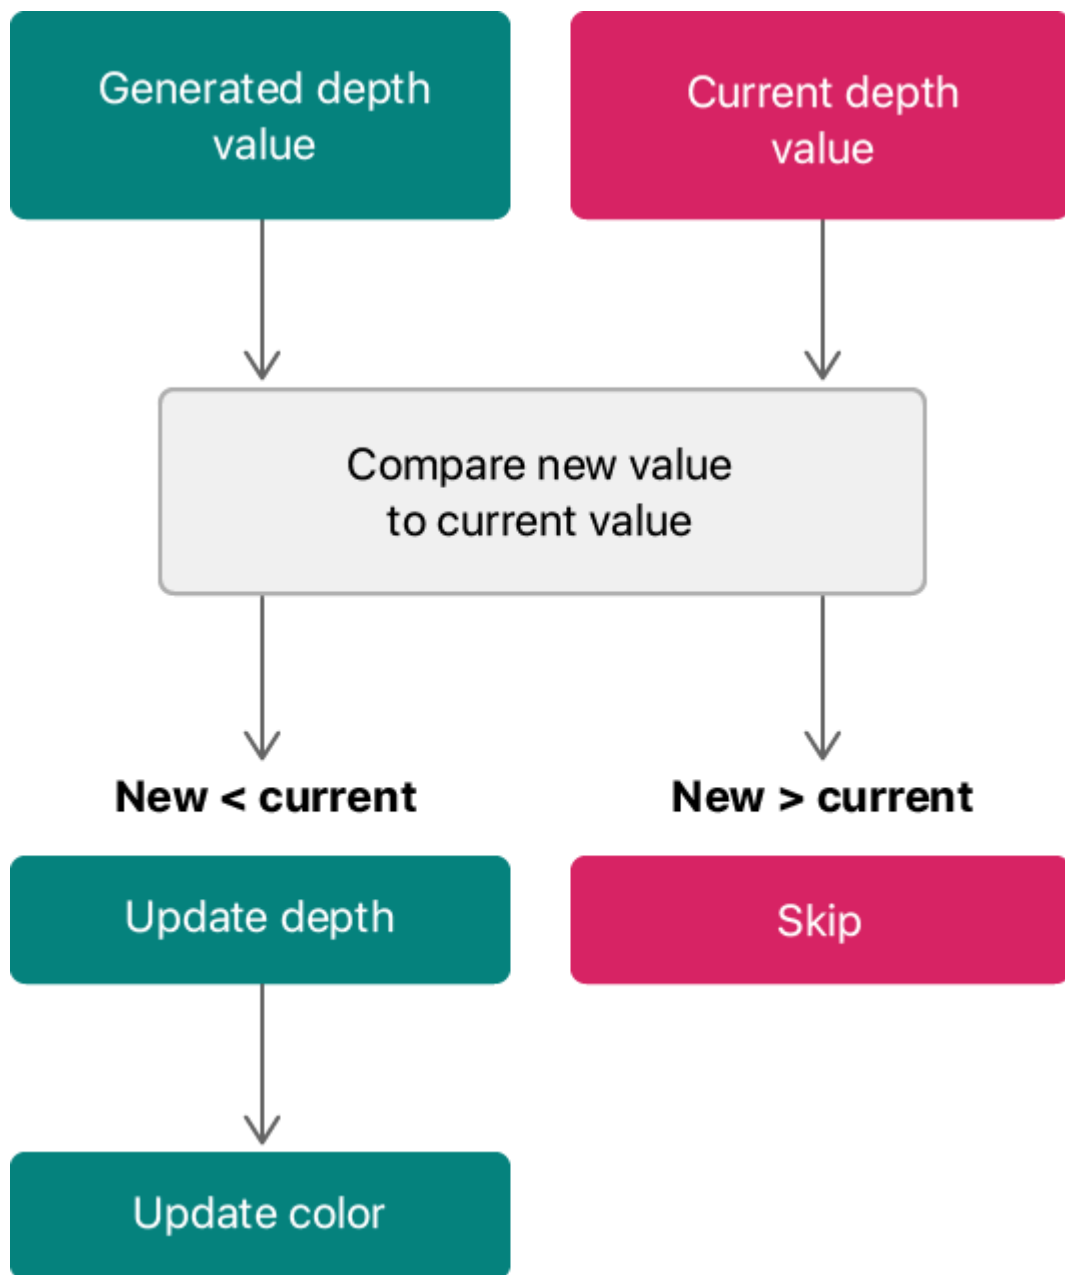 Generated depth
value
Current depth
value
Compare new value
to current value
New < current
New > current
Update depth
Skip
Update color